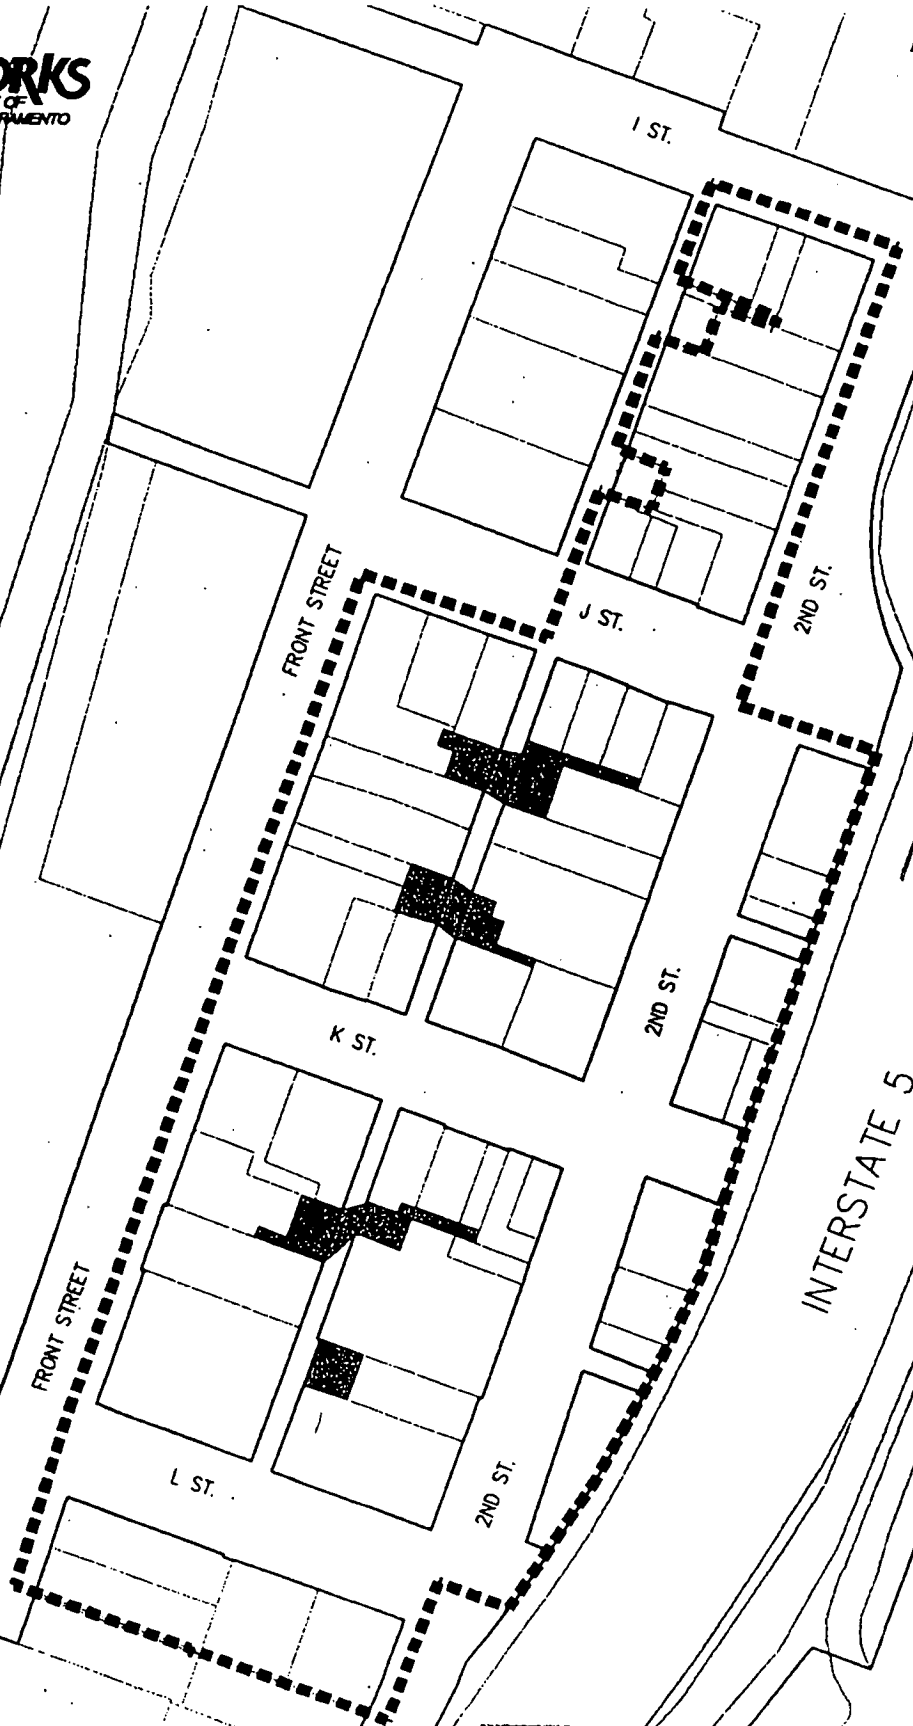 ORKS
OF
RAMENTO
I ST.
FRONT STREET
J ST.
2ND ST.
2ND ST.
K ST.
INTERSTATE 5
FRONT STREET
L ST.
2ND ST.